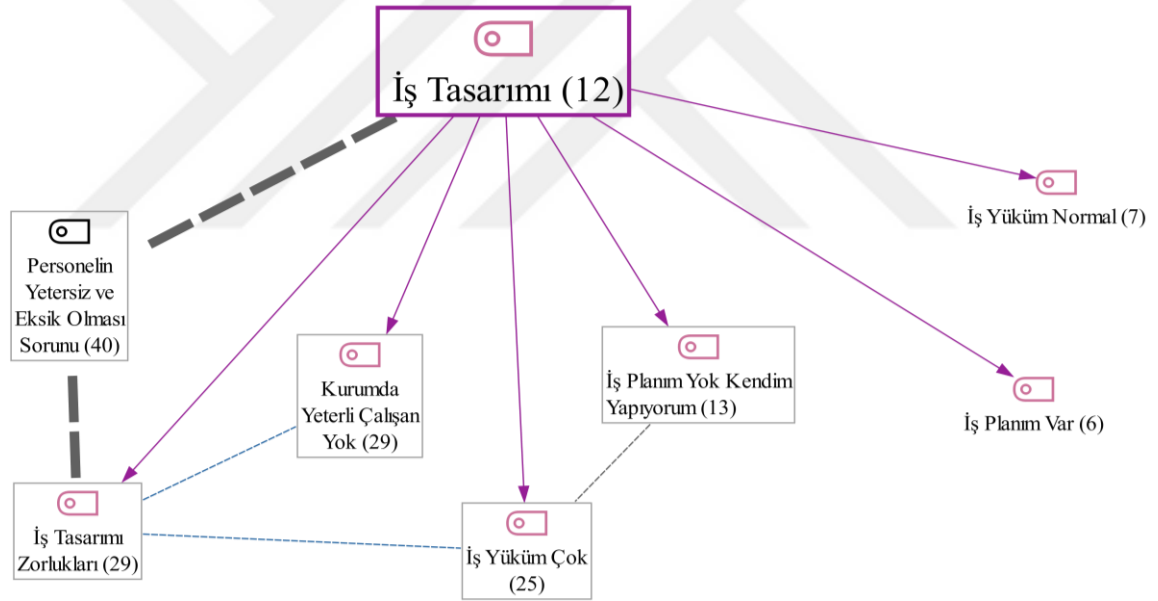 İş Tasarımı (12)
İş Yüküm Normal (7)
Personelin
Yetersiz ve
Eksik Olması
Sorunu (40)
Kurumda
Yeterli Çalışan
Yok (29)
İş Planım Yok Kendim
Yapıyorum (13)
İş Planım Var (6)
İş Tasarımı
Zorlukları (29)
İş Yüküm Çok
(25)